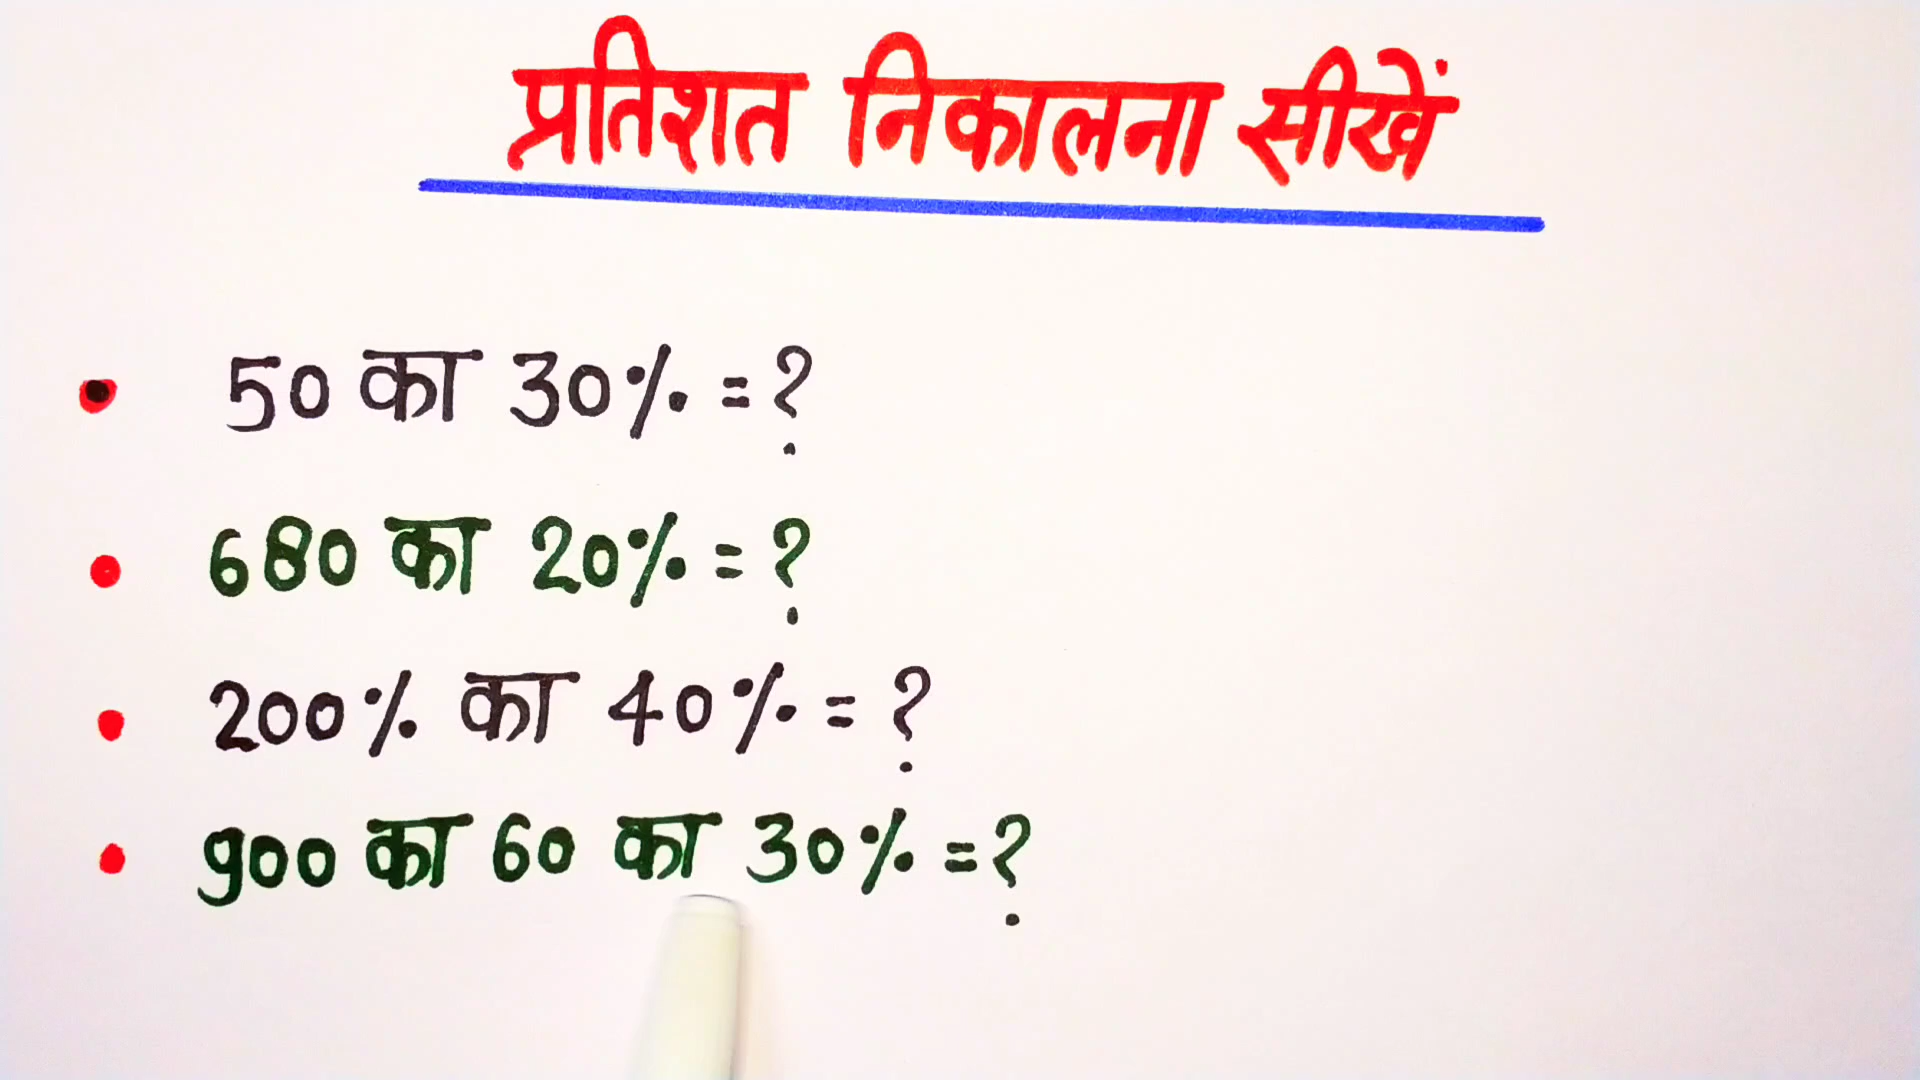 प्रतिशत निकालना सीखें
• 50 का 30% = ?
• 680 का 20% = ?
• 200% का 40% = ?
• 900 का 60 का 30% = ?